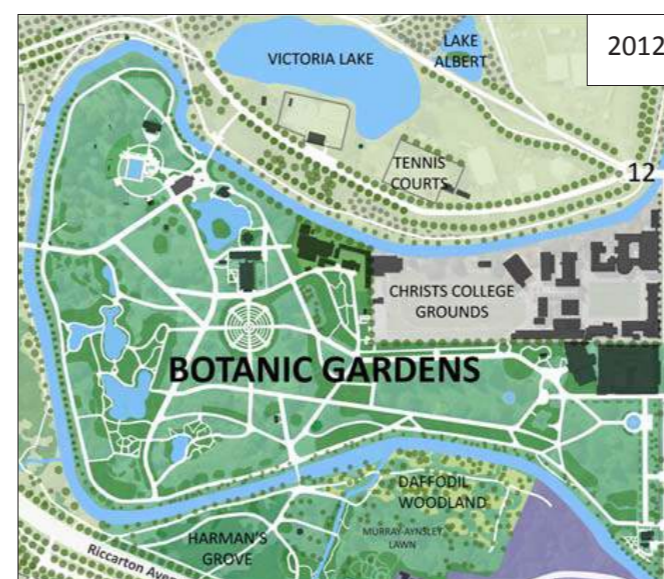 2012
VICTORIA LAKE
LAKE
ALBERT
TENNIS
COURTS
12
CHRISTS COLLEGE
GROUNDS
BOTANIC GARDENS
DAFFODIL
WOODLAND
MURRAY-AYNSLEY
LAWN
HARMAN'S
GROVE
Riccarton Ave